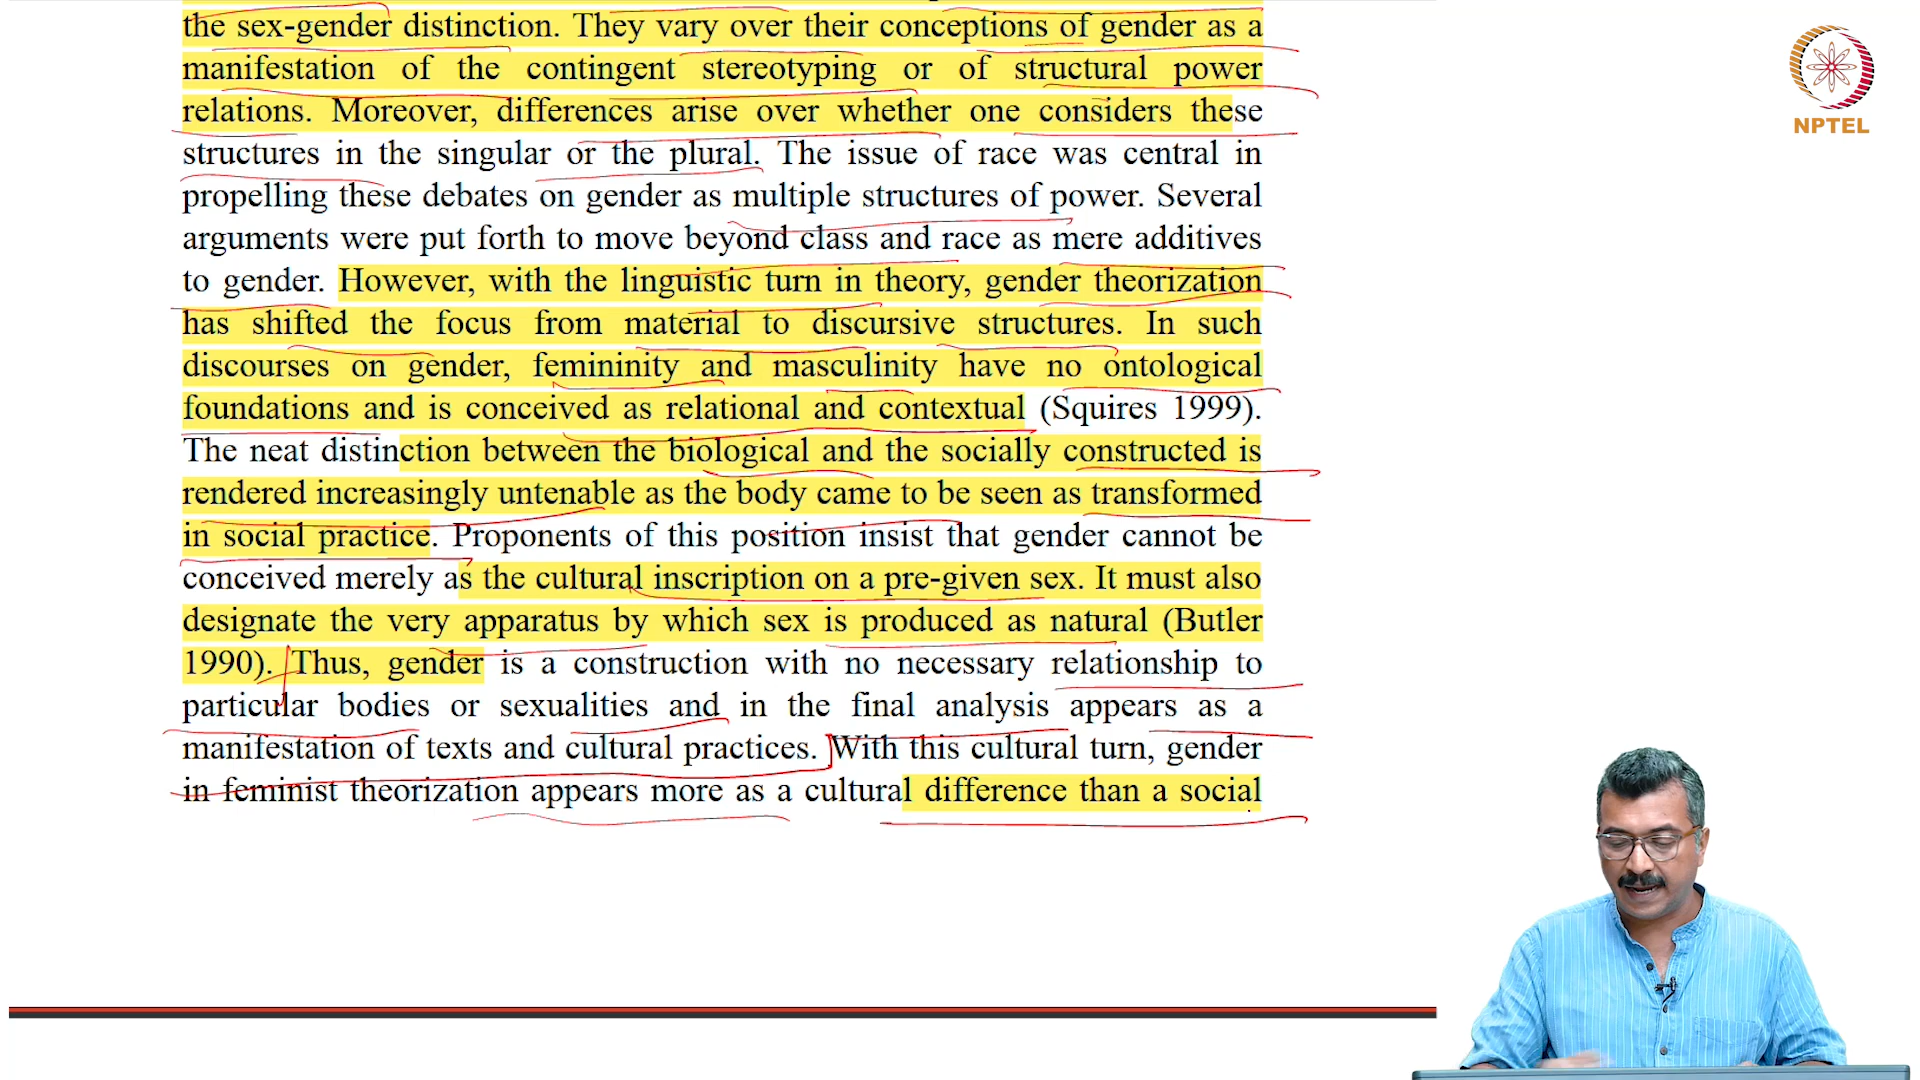 the sex-gender distinction. They vary over their conceptions of gender as a
manifestation of the contingent stereotyping or of structural power
relations. Moreover, differences arise over whether one considers these
structures in the singular or the plural. The issue of race was central in
propelling these debates on gender as multiple structures of power. Several
arguments were put forth to move beyond class and race as mere additives
to gender. However, with the linguistic turn in theory, gender theorization
has shifted the focus from material to discursive structures. In such
discourses on gender, femininity and masculinity have no ontological
foundations and is conceived as relational and contextual (Squires 1999).
The neat distinction between the biological and the socially constructed is
rendered increasingly untenable as the body came to be seen as transformed
in social practice. Proponents of this position insist that gender cannot be
conceived merely as the cultural inscription on a pre-given sex. It must also
designate the very apparatus by which sex is produced as natural (Butler
1990). Thus, gender is a construction with no necessary relationship to
particular bodies or sexualities and in the final analysis appears as a
manifestation of texts and cultural practices. With this cultural turn, gender
in feminist theorization appears more as a cultural difference than a social
NPTEL